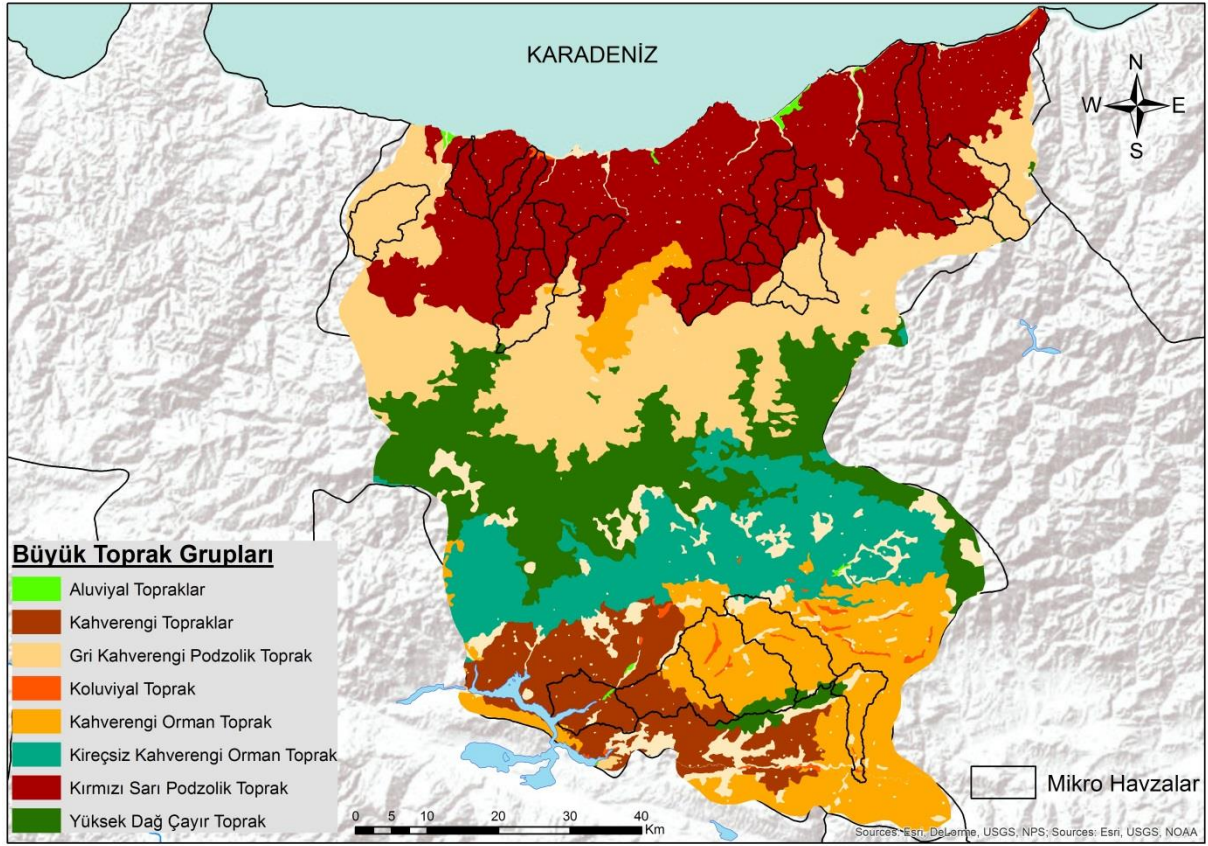 KARADENİZ
N
W E
S
Büyük Toprak Grupları
Aluviyal Topraklar
Kahverengi Topraklar
Gri Kahverengi Podzolik Toprak
Koluviyal Toprak
Kahverengi Orman Toprak
Kireçsiz Kahverengi Orman Toprak
Kırmızı Sarı Podzolik Toprak
Yüksek Dağ Çayır Toprak
0 5 10 20 30 40
Km
Mikro Havzalar
Sources: Esri, DeLorme, USGS, NPS; Sources: Esri, USGS, NOAA